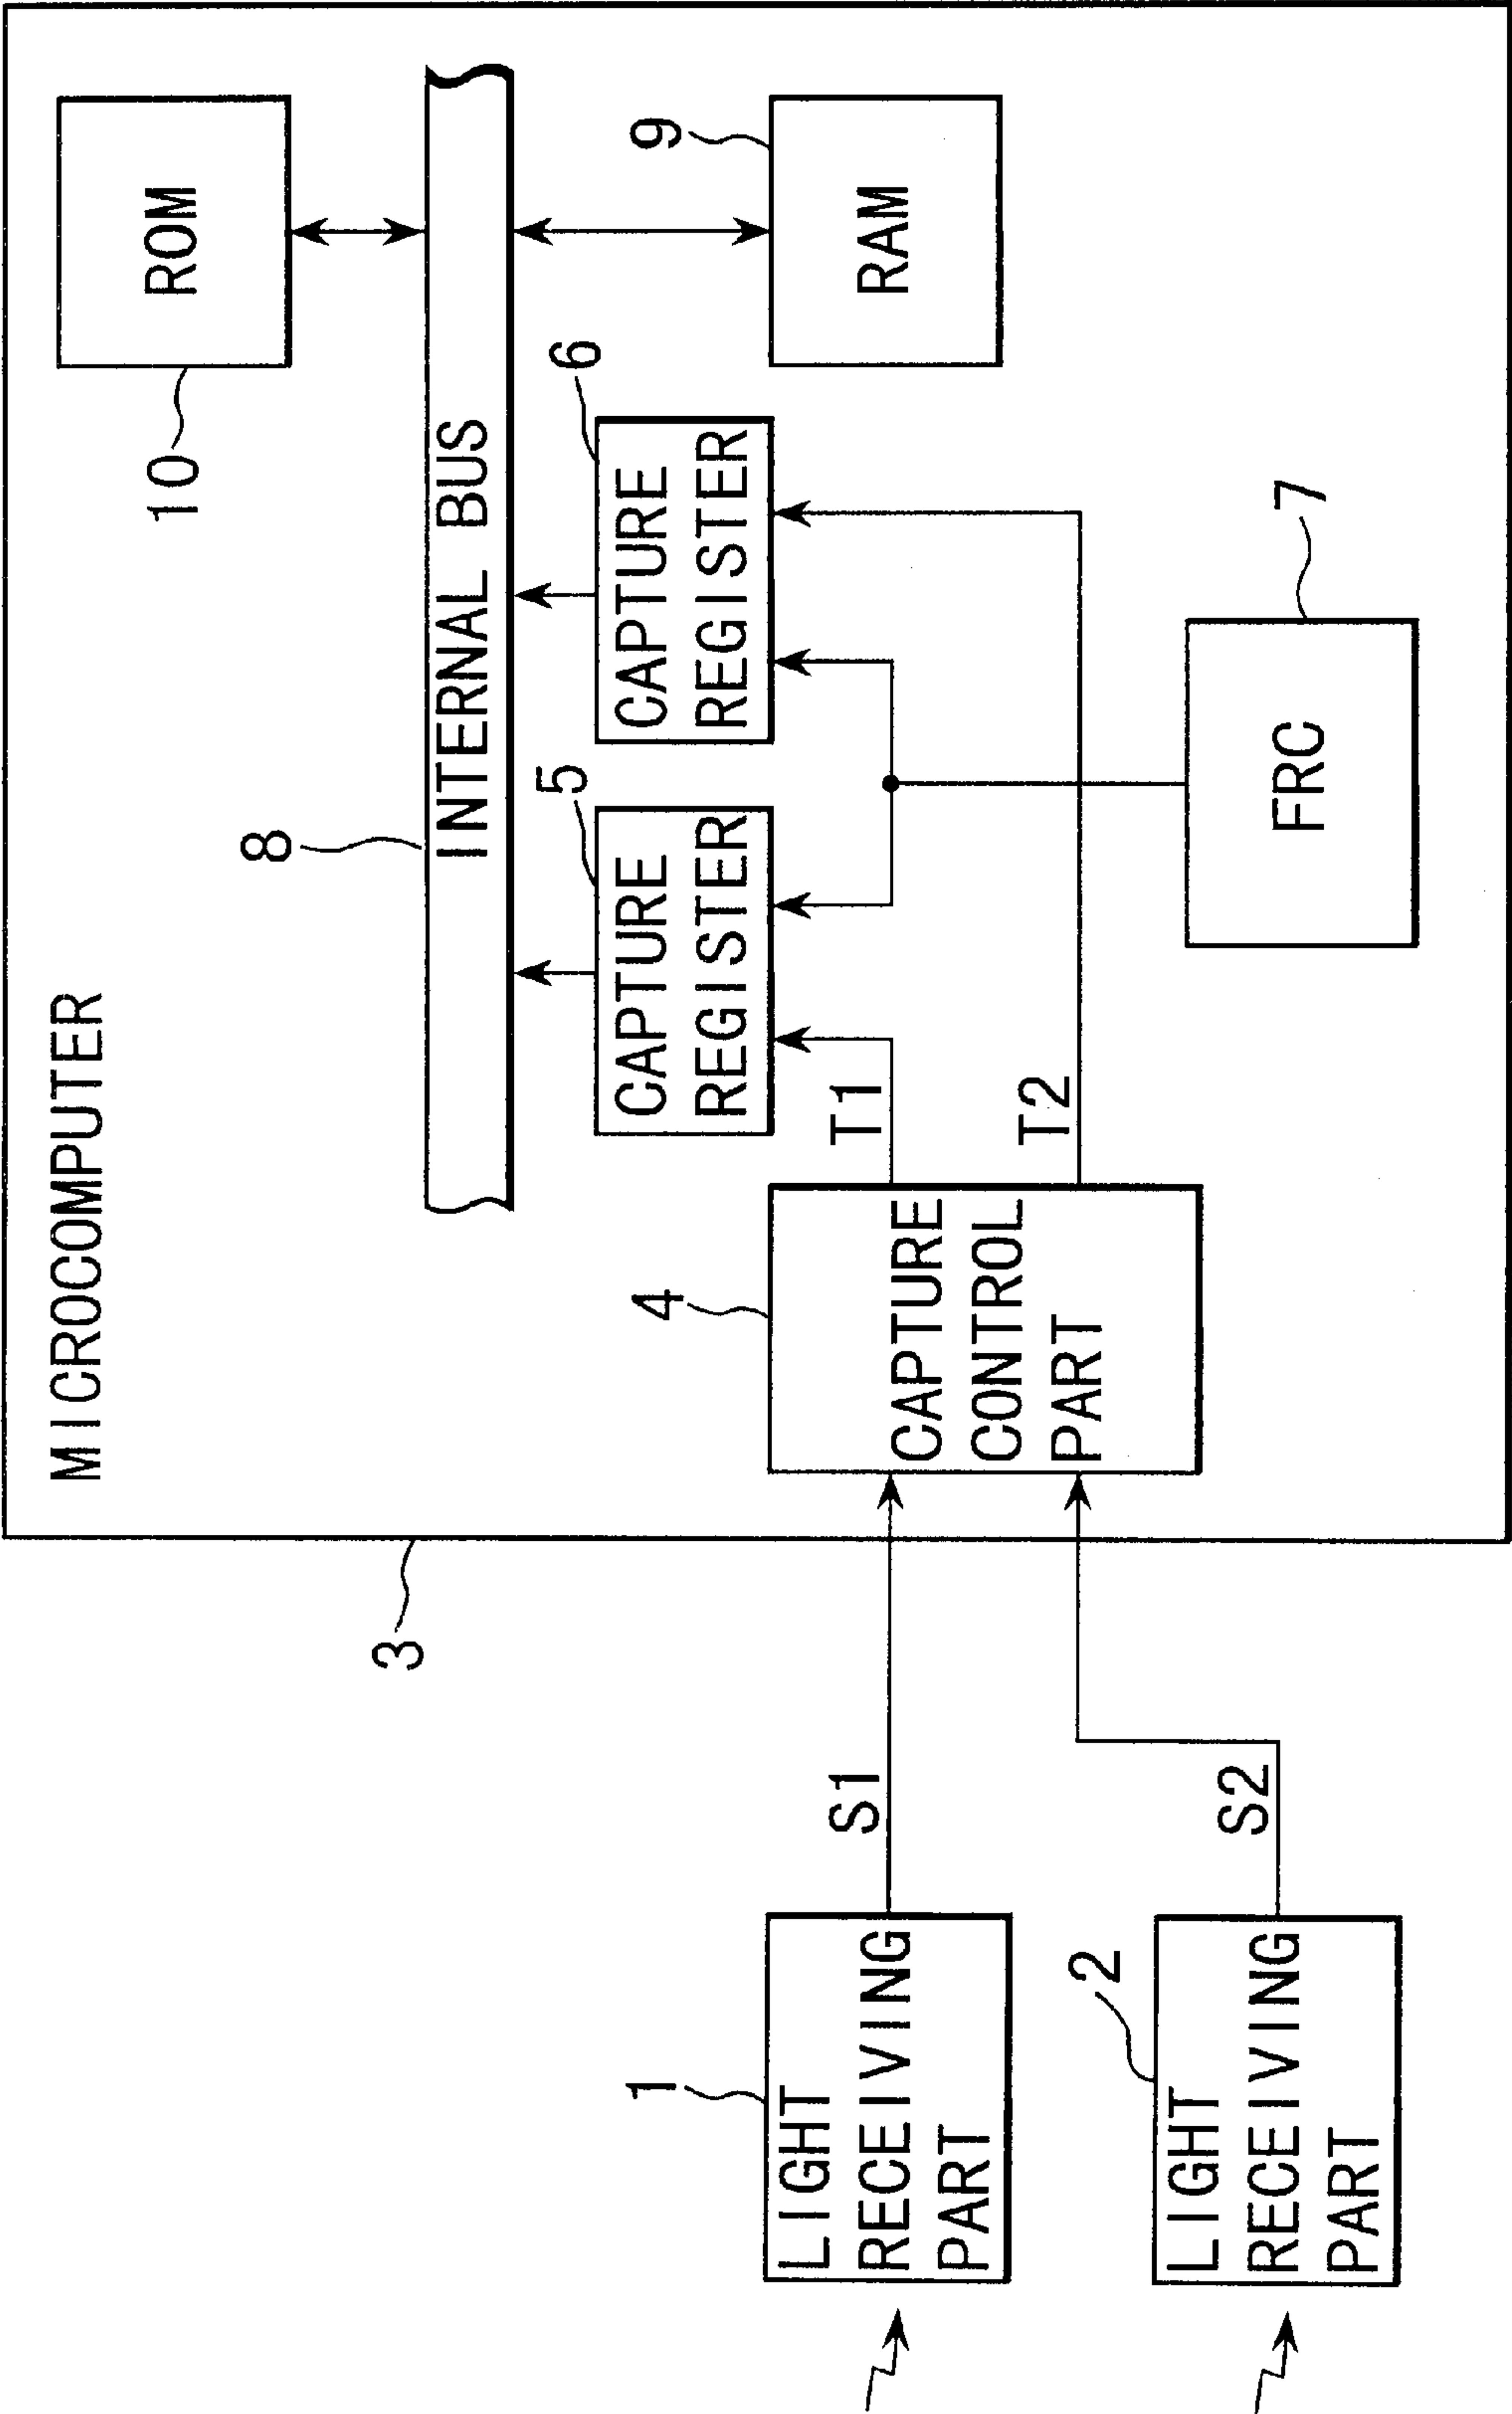 MICROCOMPUTER
3
10
ROM
8
INTERNAL BUS
5
6
9
CAPTURE
REGISTER
CAPTURE
REGISTER
RAM
1
LIGHT
RECEIVING
PART
S1
4
CAPTURE
CONTROL
PART
T1
T2
2
LIGHT
RECEIVING
PART
S2
7
FRC